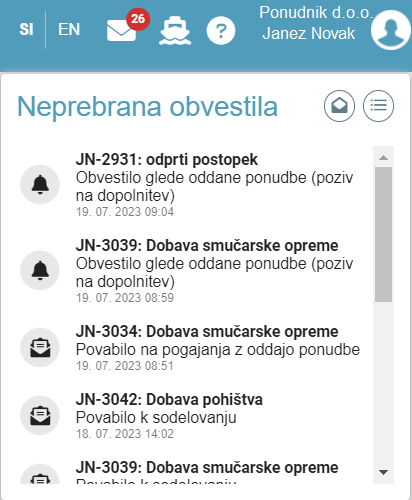 SI EN 26 ? Ponudnik d.o.o.
Janez Novak
Neprebrana obvestila
JN-2931: odprti postopek
Obvestilo glede oddane ponudbe (poziv
na dopolnitev)
19. 07. 2023 09:04
JN-3039: Dobava smučarske opreme
Obvestilo glede oddane ponudbe (poziv
na dopolnitev)
19. 07. 2023 08:59
JN-3034: Dobava smučarske opreme
Povabilo na pogajanja z oddajo ponudbe
19. 07. 2023 08:51
JN-3042: Dobava pohištva
Povabilo k sodelovanju
18. 07. 2023 14:02
JN-3039: Dobava smučarske opreme
Povabilo k sodelovanju